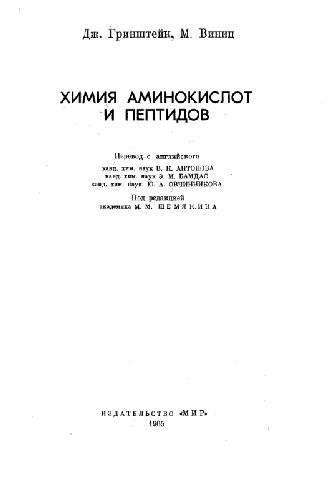 Дж. Гринштейн, М. Виниц
ХИМИЯ АМИНОКИСЛОТ
И ПЕПТИДОВ
Перевод с английского
канд. хим. наук В. К. АНТОНОВА
канд. хим. наук Э. М. БАМДАС
канд. хим. наук Ю. А. ОВЧИННИКОВА
Под редакцией
академика М. М. ШЕМЯКИНА
ИЗДАТЕЛЬСТВО «МИР»
1965